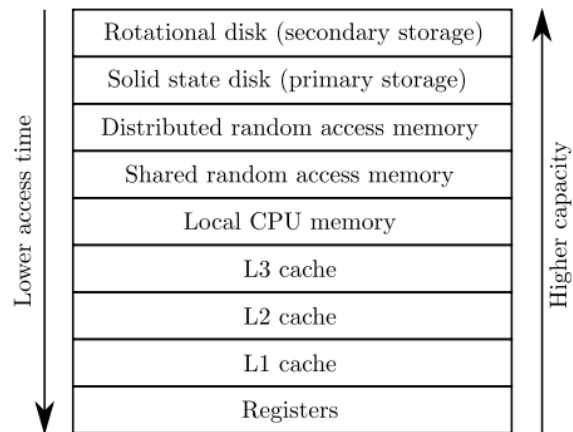 Rotational disk (secondary storage)
Solid state disk (primary storage)
Distributed random access memory
Shared random access memory
Local CPU memory
L3 cache
L2 cache
L1 cache
Registers
Lower access time
Higher capacity